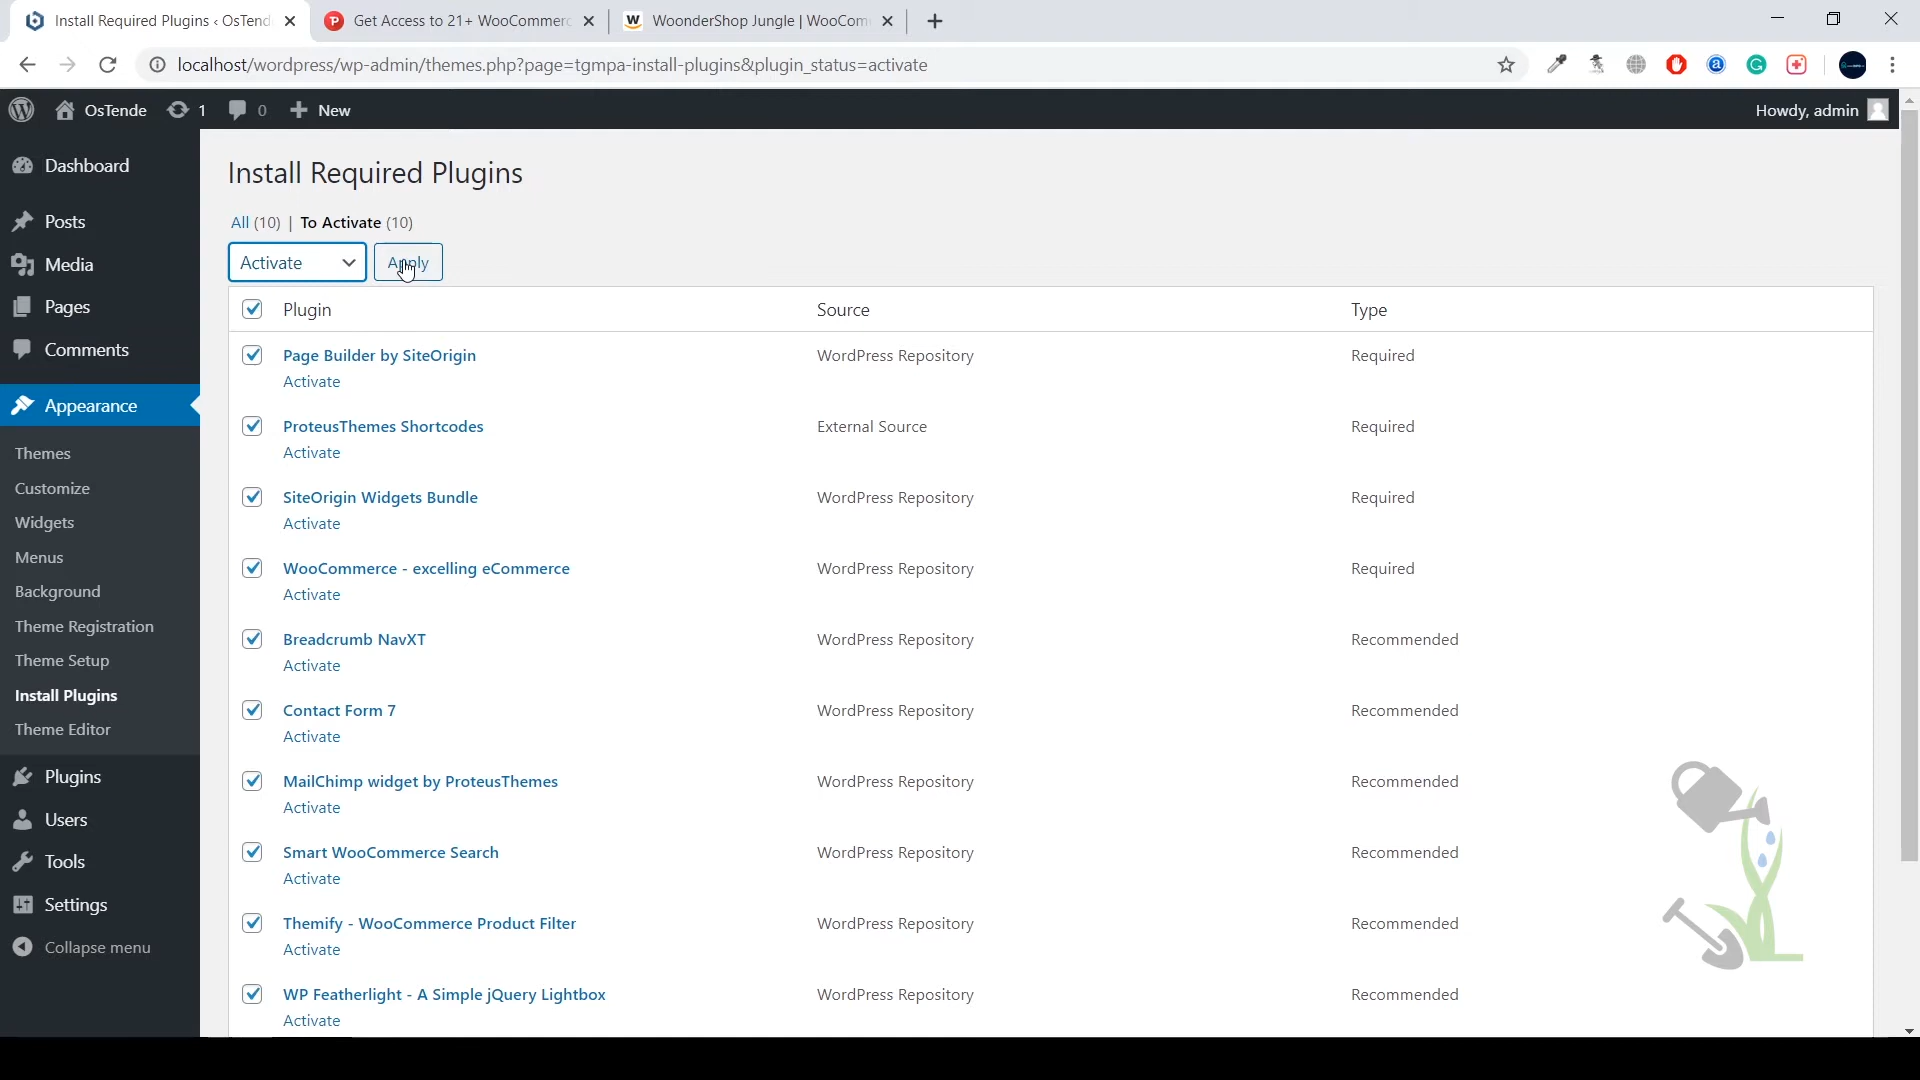 Install Required Plugins ‹ OsTend
Get Access to 21+ WooCommerc
WoonderShop Jungle | WooCom
localhost/wordpress/wp-admin/themes.php?page=tgmpa-install-plugins&plugin_status=activate
OsTende 1 0 New
Howdy, admin
Dashboard
Posts
Media
Pages
Comments
Appearance
Themes
Customize
Widgets
Menus
Background
Theme Registration
Theme Setup
Install Plugins
Theme Editor
Plugins
Users
Tools
Settings
Collapse menu
Install Required Plugins
All (10) | To Activate (10)
Activate Apply
Plugin Source Type
Page Builder by SiteOrigin WordPress Repository Required
Activate
ProteusThemes Shortcodes External Source Required
Activate
SiteOrigin Widgets Bundle WordPress Repository Required
Activate
WooCommerce - excelling eCommerce WordPress Repository Required
Activate
Breadcrumb NavXT WordPress Repository Recommended
Activate
Contact Form 7 WordPress Repository Recommended
Activate
MailChimp widget by ProteusThemes WordPress Repository Recommended
Activate
Smart WooCommerce Search WordPress Repository Recommended
Activate
Themify - WooCommerce Product Filter WordPress Repository Recommended
Activate
WP Featherlight - A Simple jQuery Lightbox WordPress Repository Recommended
Activate